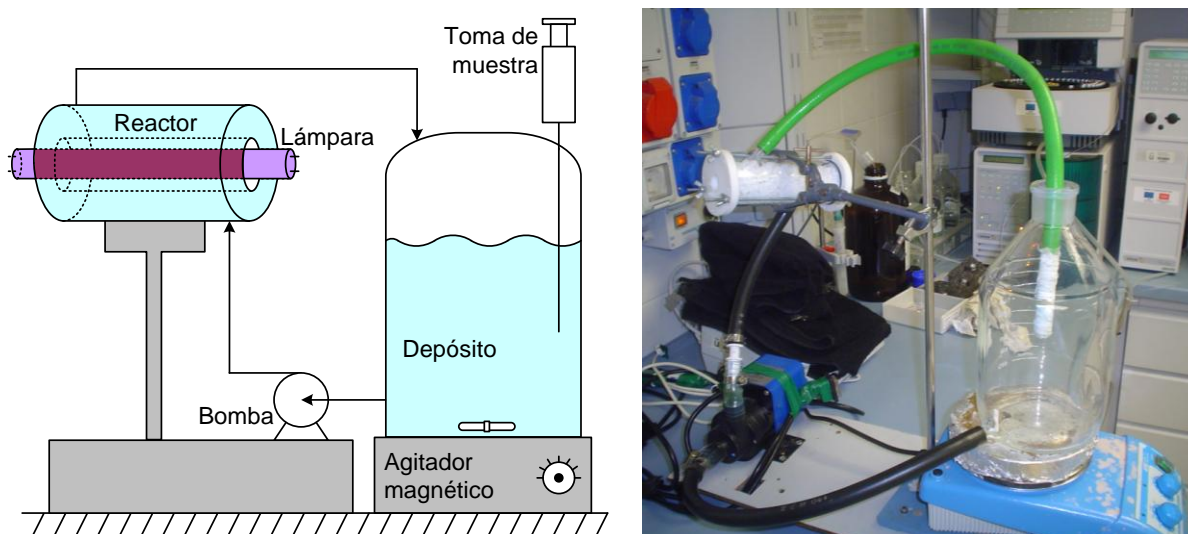 Toma de
muestra
Reactor
Lámpara
Depósito
Bomba
Agitador
magnético